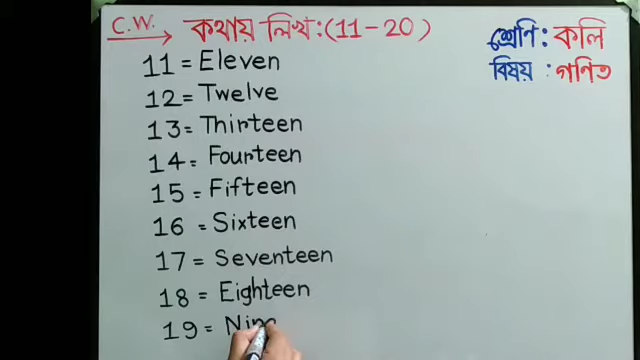 C.W. → কথায় লিখ:(11-20)
শ্রেণি: কলি
বিষয় : গণিত
11 = Eleven
12 = Twelve
13 = Thirteen
14 = Fourteen
15 = Fifteen
16 = Sixteen
17 = Seventeen
18 = Eighteen
19 = Nine